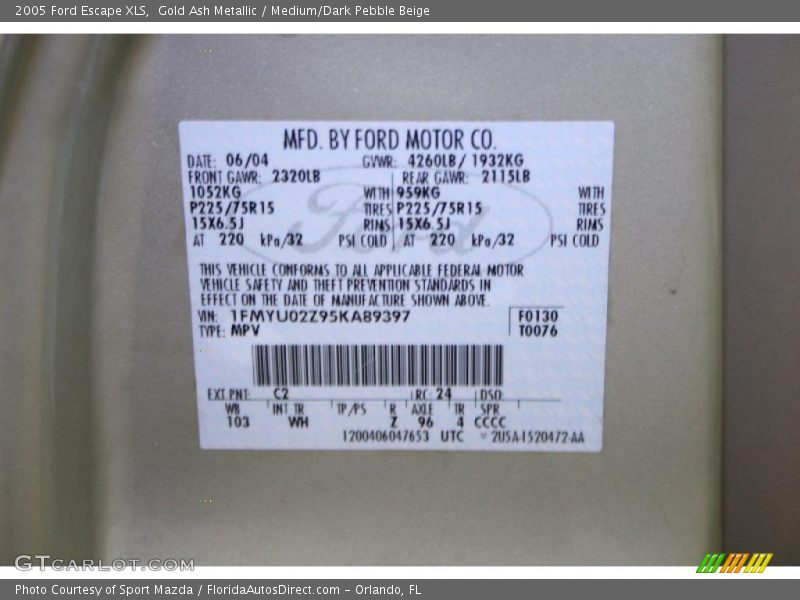 2005 Ford Escape XLS, Gold Ash Metallic / Medium/Dark Pebble Beige
MFD. BY FORD MOTOR CO.
DATE: 06/04 GVWR: 4260LB/ 1932KG
FRONT GAWR: 2320LB REAR GAWR: 2115LB
1052KG WITH 959KG WITH
P225/75R15 TIRES P225/75R15 TIRES
15X6.5J RIMS 15X6.5J RIMS
AT 220 kPa/32 PSI COLD AT 220 kPa/32 PSI COLD
Ford
THIS VEHICLE CONFORMS TO ALL APPLICABLE FEDERAL MOTOR
VEHICLE SAFETY AND THEFT PREVENTION STANDARDS IN
EFFECT ON THE DATE OF MANUFACTURE SHOWN ABOVE.
VIN: 1FMYU02Z95KA89397 F0130
TYPE: MPV T0076
EXT PNT: C2 RC: 24 DSO:
WB INT TR TP/PS R AXLE TR SPR
103 WH Z 96 4 CCCC
1200406047653 UTC 2U5A-1520472-AA
GTCarLot.com
Photo Courtesy of Sport Mazda / FloridaAutosDirect.com - Orlando, FL